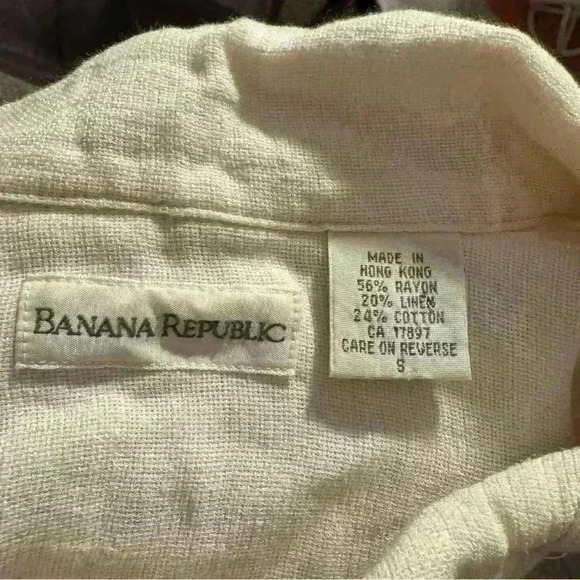 BANANA REPUBLIC
MADE IN
HONG KONG
56% RAYON
20% LINEN
24% COTTON
CA 17897
CARE ON REVERSE
S